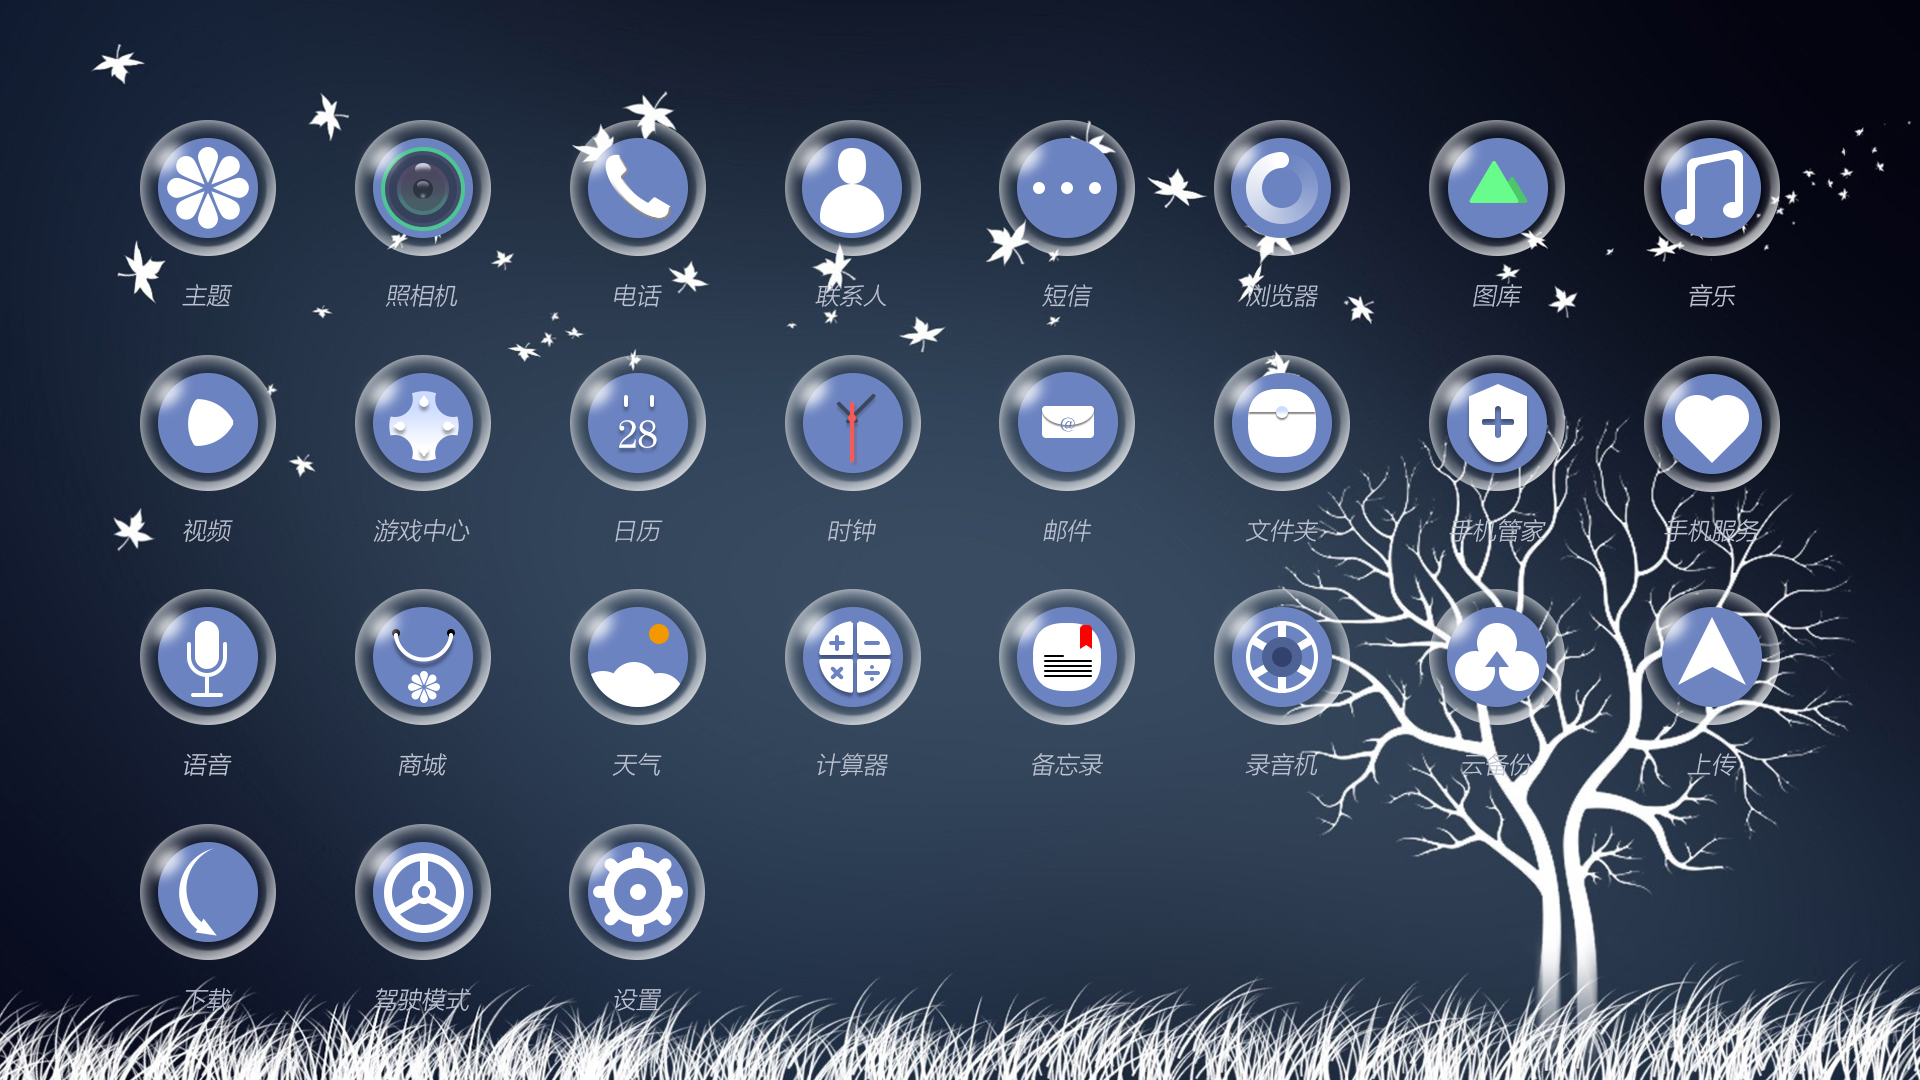 主题 照相机 电话 联系人 短信 浏览器 图库 音乐
28
@
视频 游戏中心 日历 时钟 邮件 文件夹 手机管家 手机服务
语音 商城 天气 计算器 备忘录 录音机 云备份 上传
下载 驾驶模式 设置